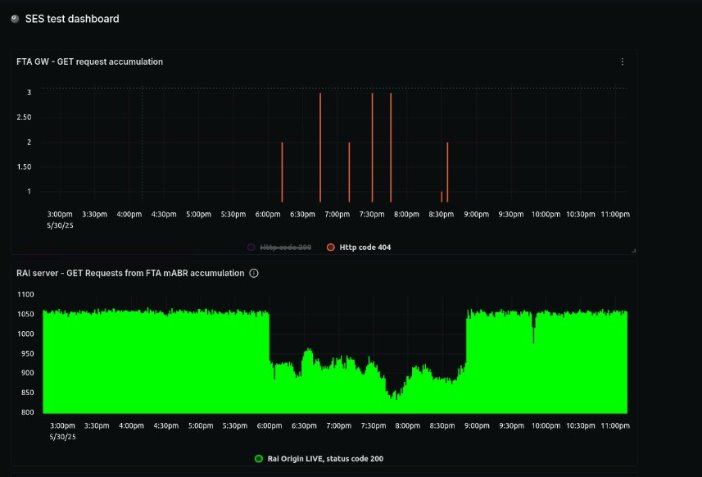 SES test dashboard
FTA GW - GET request accumulation
3
2.50
2
1.50
1
3:00pm 3:30pm 4:00pm 4:30pm 5:00pm 5:30pm 6:00pm 6:30pm 7:00pm 7:30pm 8:00pm 8:30pm 9:00pm 9:30pm 10:00pm 10:30pm 11:00pm
5/30/25
Http code 200 Http code 404
RAI server - GET Requests from FTA mABR accumulation
1100
1050
1000
950
900
850
800
3:00pm 3:30pm 4:00pm 4:30pm 5:00pm 5:30pm 6:00pm 6:30pm 7:00pm 7:30pm 8:00pm 8:30pm 9:00pm 9:30pm 10:00pm 10:30pm 11:00pm
5/30/25
Rai Origin LIVE, status code 200